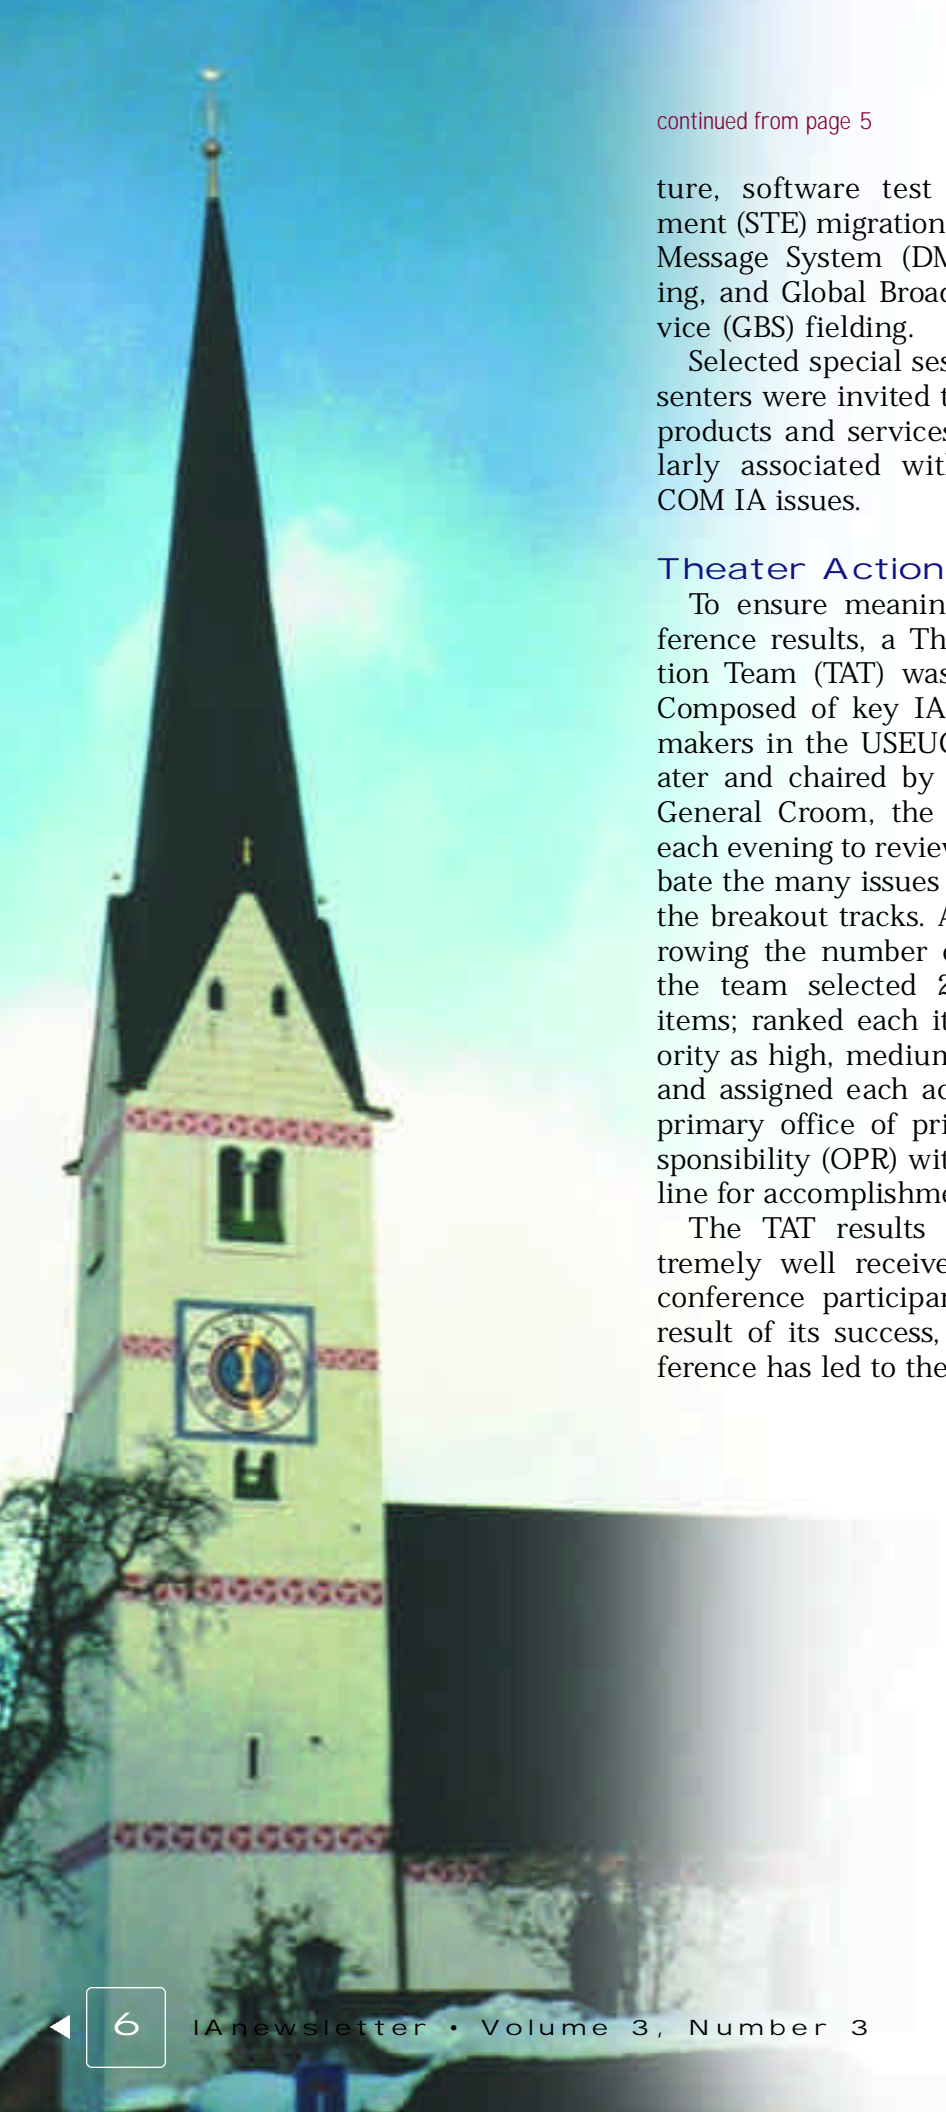 continued from page 5
ture, software test
ment (STE) migration
Message System (DM
ing, and Global Broad
vice (GBS) fielding.
Selected special ses
senters were invited t
products and services
larly associated with
COM IA issues.
Theater Action
To ensure meanin
ference results, a Th
tion Team (TAT) was
Composed of key IA
makers in the USEUC
ater and chaired by
General Croom, the
each evening to review
bate the many issues
the breakout tracks. A
rowing the number o
the team selected 2
items; ranked each it
ority as high, medium
and assigned each ac
primary office of pri
sponsibility (OPR) wit
line for accomplishme
The TAT results
tremely well receive
conference participan
result of its success,
ference has led to the
6 IAnewsletter • Volume 3, Number 3